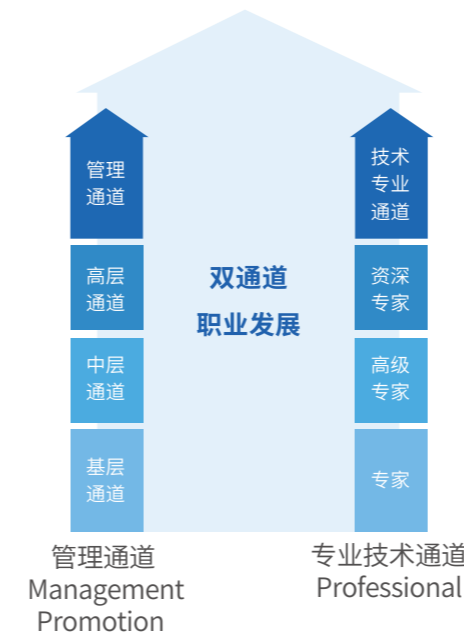 管理
通道
高层
通道
中层
通道
基层
通道
双通道
职业发展
技术
专业
通道
资深
专家
高级
专家
专家
管理通道
Management
Promotion
专业技术通道
Professional